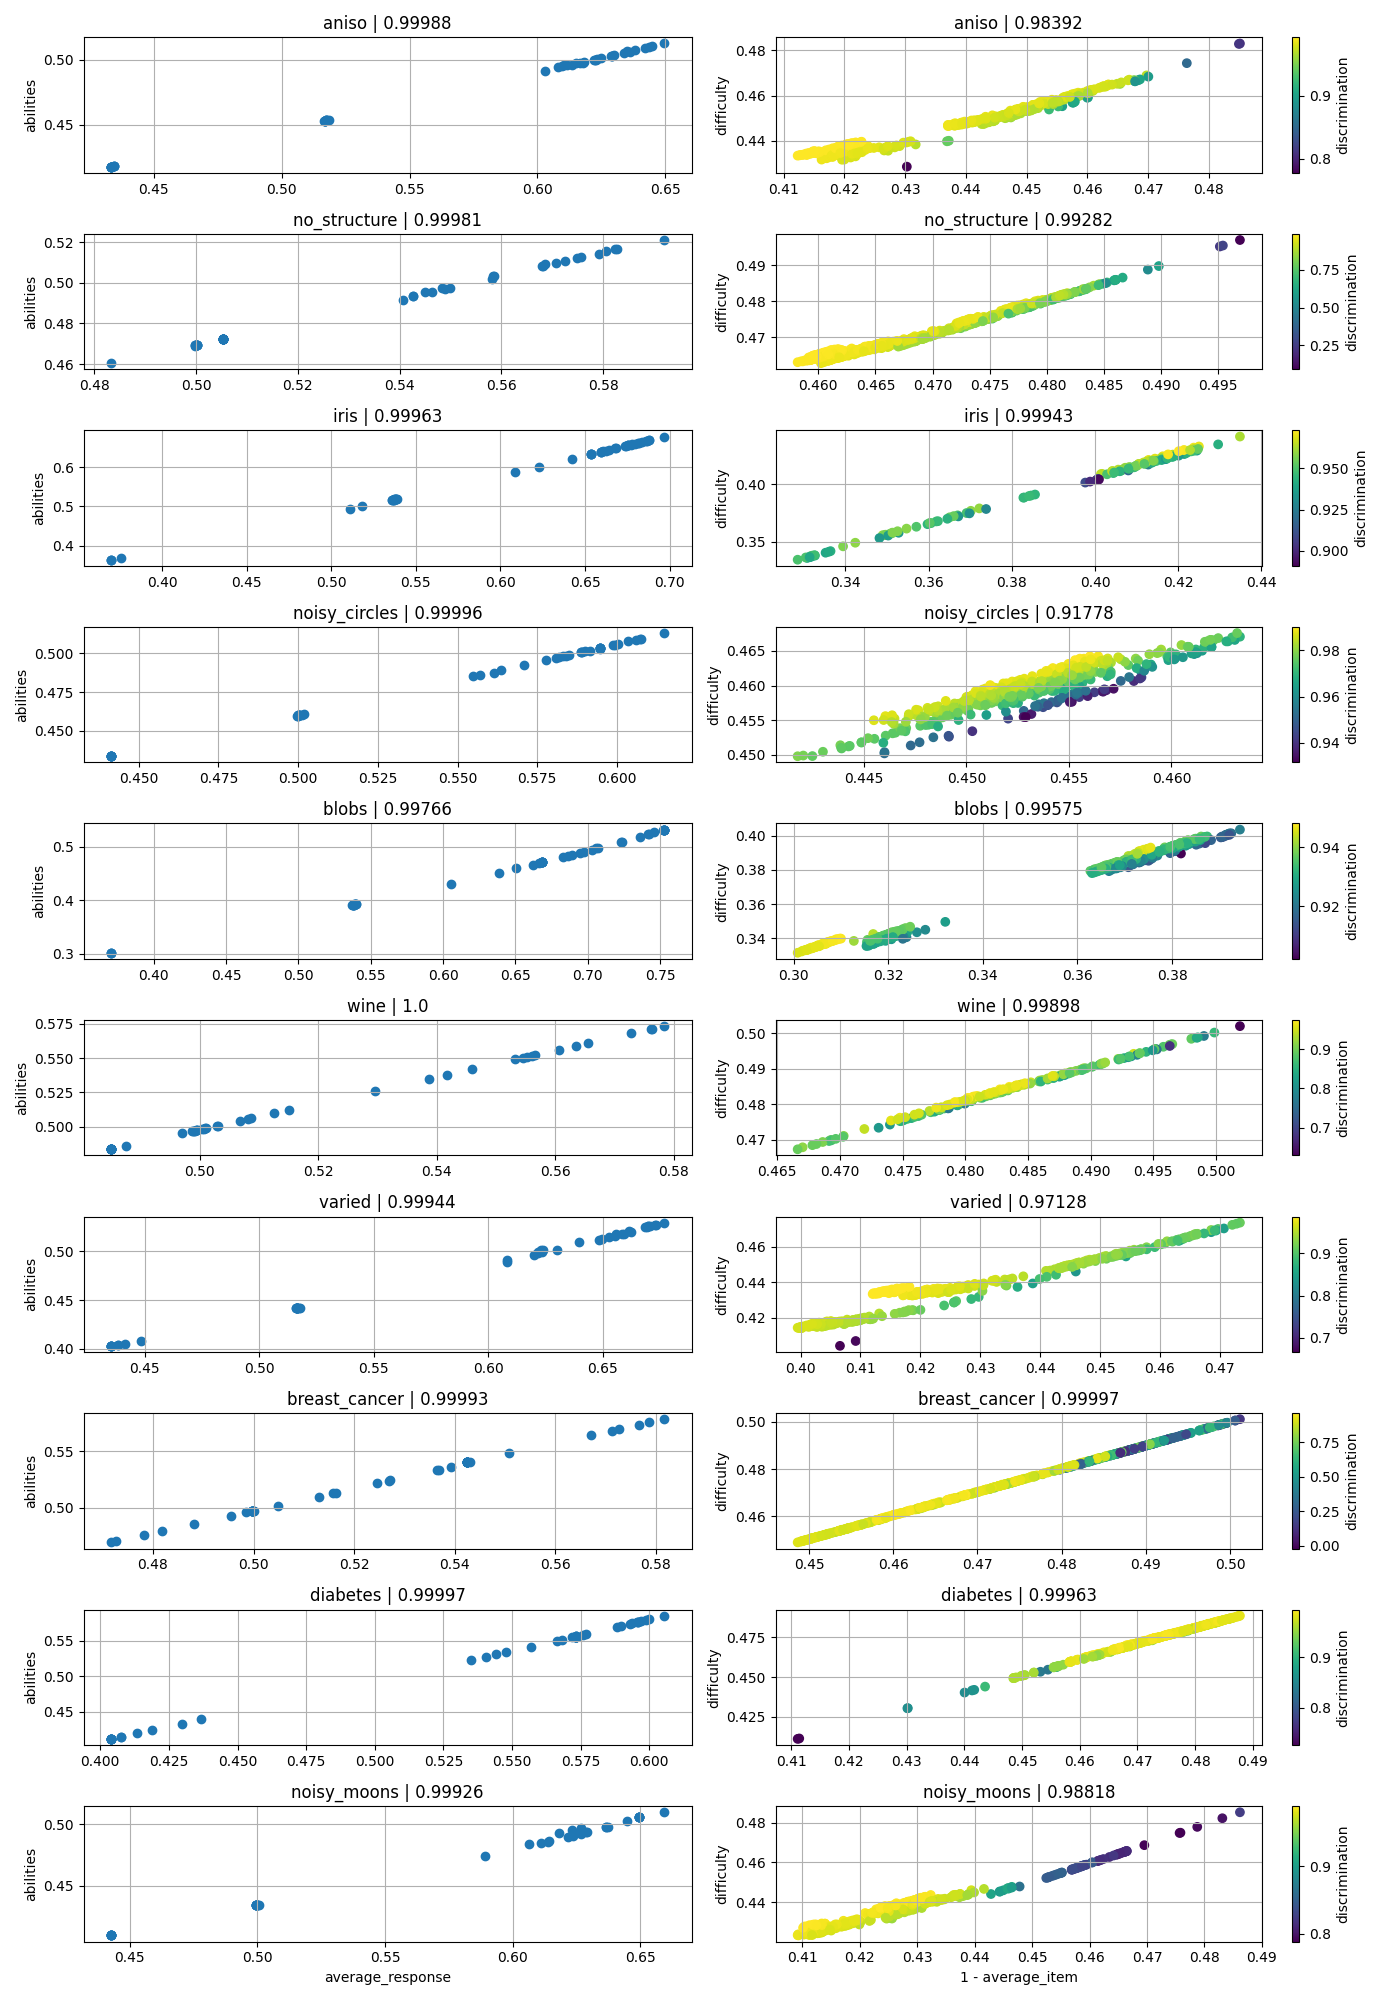 aniso | 0.99988
abilities
0.50
0.45
0.45 0.50 0.55 0.60 0.65
aniso | 0.98392
difficulty
0.48
0.46
0.44
0.41 0.42 0.43 0.44 0.45 0.46 0.47 0.48
0.9
0.8
discrimination
no_structure | 0.99981
abilities
0.52
0.50
0.48
0.46
0.48 0.50 0.52 0.54 0.56 0.58
no_structure | 0.99282
difficulty
0.49
0.48
0.47
0.460 0.465 0.470 0.475 0.480 0.485 0.490 0.495
0.75
0.50
0.25
discrimination
iris | 0.99963
abilities
0.6
0.5
0.4
0.40 0.45 0.50 0.55 0.60 0.65 0.70
iris | 0.99943
difficulty
0.40
0.35
0.34 0.36 0.38 0.40 0.42 0.44
0.950
0.925
0.900
discrimination
noisy_circles | 0.99996
abilities
0.500
0.475
0.450
0.450 0.475 0.500 0.525 0.550 0.575 0.600
noisy_circles | 0.91778
difficulty
0.465
0.460
0.455
0.450
0.445 0.450 0.455 0.460
0.98
0.96
0.94
discrimination
blobs | 0.99766
abilities
0.5
0.4
0.3
0.40 0.45 0.50 0.55 0.60 0.65 0.70 0.75
blobs | 0.99575
difficulty
0.40
0.38
0.36
0.34
0.30 0.32 0.34 0.36 0.38
0.94
0.92
discrimination
wine | 1.0
abilities
0.575
0.550
0.525
0.500
0.50 0.52 0.54 0.56 0.58
wine | 0.99898
difficulty
0.50
0.49
0.48
0.47
0.465 0.470 0.475 0.480 0.485 0.490 0.495 0.500
0.9
0.8
0.7
discrimination
varied | 0.99944
abilities
0.50
0.45
0.40
0.45 0.50 0.55 0.60 0.65
varied | 0.97128
difficulty
0.46
0.44
0.42
0.40 0.41 0.42 0.43 0.44 0.45 0.46 0.47
0.9
0.8
0.7
discrimination
breast_cancer | 0.99993
abilities
0.55
0.50
0.48 0.50 0.52 0.54 0.56 0.58
breast_cancer | 0.99997
difficulty
0.50
0.48
0.46
0.45 0.46 0.47 0.48 0.49 0.50
0.75
0.50
0.25
0.00
discrimination
diabetes | 0.99997
abilities
0.55
0.50
0.45
0.400 0.425 0.450 0.475 0.500 0.525 0.550 0.575 0.600
diabetes | 0.99963
difficulty
0.475
0.450
0.425
0.41 0.42 0.43 0.44 0.45 0.46 0.47 0.48 0.49
0.9
0.8
discrimination
noisy_moons | 0.99926
abilities
0.50
0.45
0.45 0.50 0.55 0.60 0.65
average_response
noisy_moons | 0.98818
difficulty
0.48
0.46
0.44
0.41 0.42 0.43 0.44 0.45 0.46 0.47 0.48 0.49
1 - average_item
0.9
0.8
discrimination